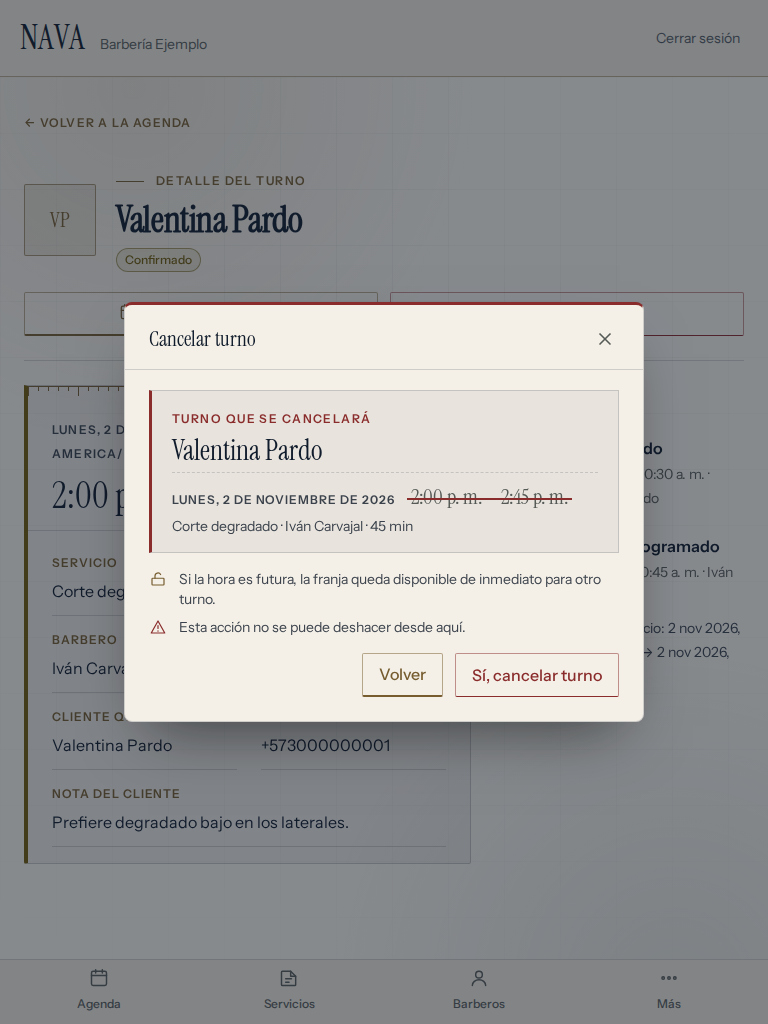 NAVA Barbería Ejemplo
Cerrar sesión
← VOLVER A LA AGENDA
DETALLE DEL TURNO
VP
Valentina Pardo
Confirmado
Cancelar turno
TURNO QUE SE CANCELARÁ
Valentina Pardo
LUNES, 2 DE NOVIEMBRE DE 2026 2:00 p. m. – 2:45 p. m.
Corte degradado · Iván Carvajal · 45 min
Si la hora es futura, la franja queda disponible de inmediato para otro
turno.
Esta acción no se puede deshacer desde aquí.
Volver
Sí, cancelar turno
LUNES, 2 D
AMERICA/
2:00 p
SERVICIO
Corte deg
BARBERO
Iván Carva
CLIENTE Q
Valentina Pardo
+573000000001
NOTA DEL CLIENTE
Prefiere degradado bajo en los laterales.
do
0:30 a. m. ·
do
ogramado
0:45 a. m. · Iván
cio: 2 nov 2026,
→ 2 nov 2026,
Agenda
Servicios
Barberos
Más